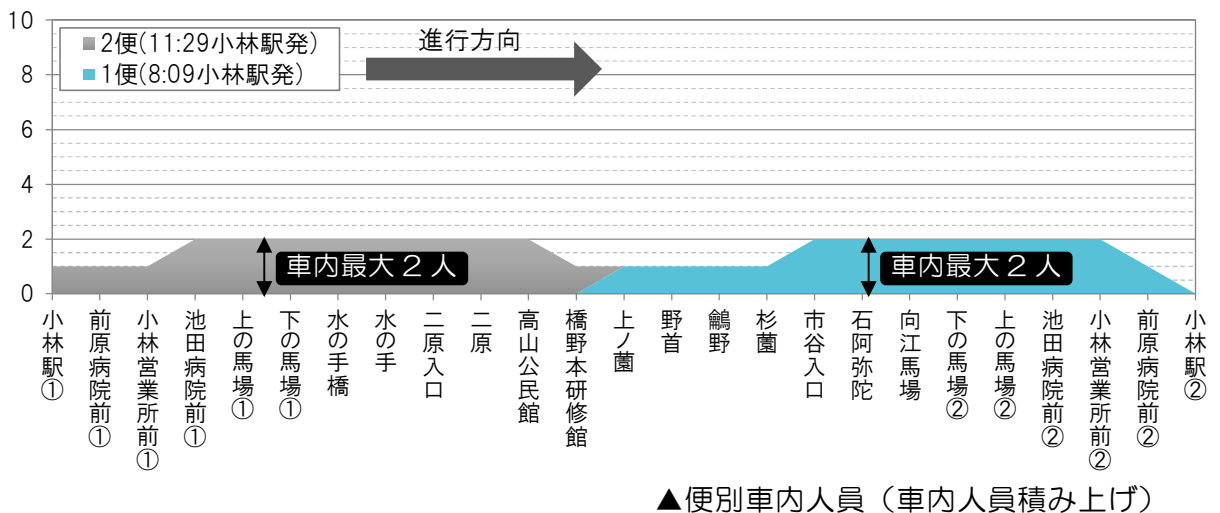 10
8
6
4
2
0
2便(11:29小林駅発)
1便(8:09小林駅発)
進行方向
車内最大２人
車内最大２人
小林駅①
前原病院前①
小林営業所前①
池田病院前①
上の馬場①
下の馬場①
水の手橋
水の手
二原入口
二原
高山公民館
橋野本研修館
上ノ薗
野首
鸙野
杉薗
市谷入口
石阿弥陀
向江馬場
下の馬場②
上の馬場②
池田病院前②
小林営業所前②
前原病院前②
小林駅②
▲便別車内人員（車内人員積み上げ）